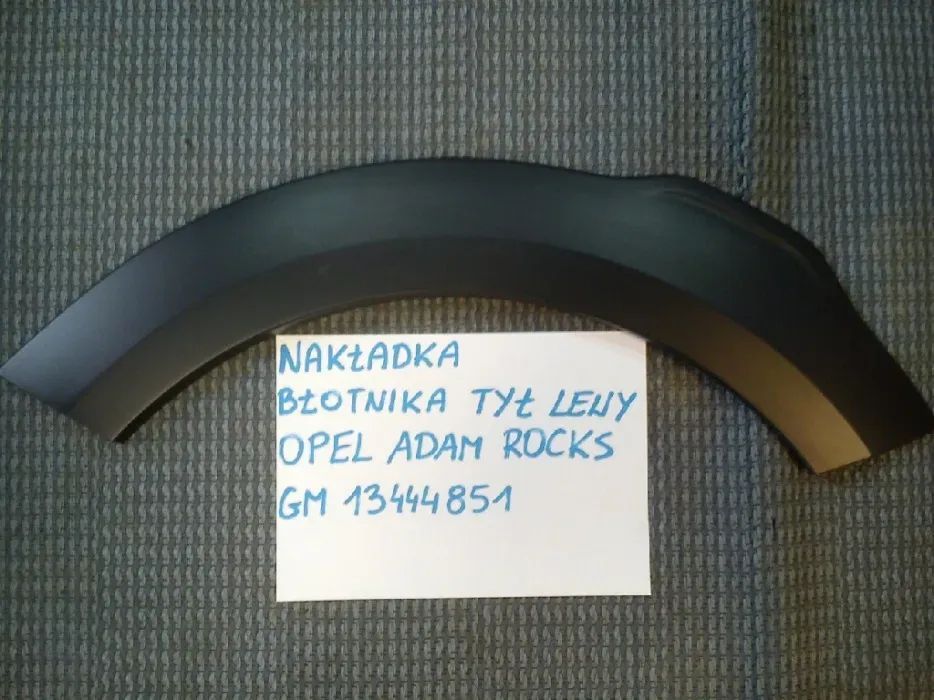 NAKŁADKA
BŁOTNIKA TYŁ LEWY
OPEL ADAM ROCKS
GM 13444851